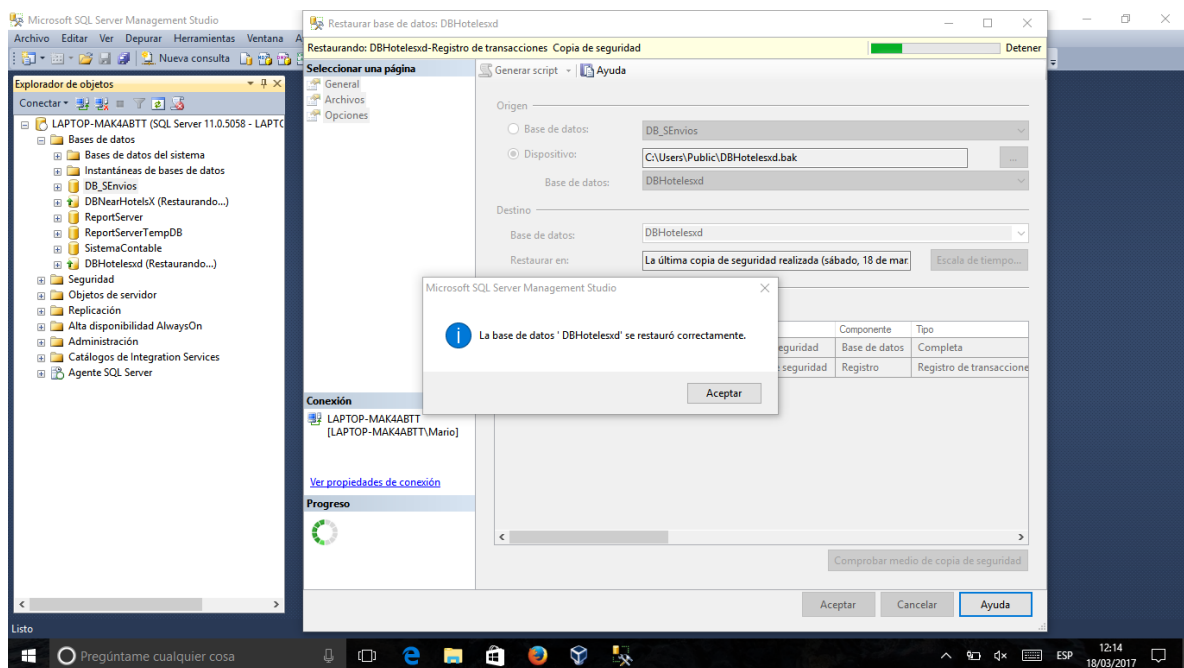 Microsoft SQL Server Management Studio
Archivo Editar Ver Depurar Herramientas Ventana A
Nueva consulta
Explorador de objetos
Conectar
LAPTOP-MAK4ABTT (SQL Server 11.0.5058 - LAPTO
Bases de datos
Bases de datos del sistema
Instantáneas de bases de datos
DB_SEnvios
DBNearHotelsX (Restaurando...)
ReportServer
ReportServerTempDB
SistemaContable
DBHotelesxd (Restaurando...)
Seguridad
Objetos de servidor
Replicación
Alta disponibilidad AlwaysOn
Administración
Catálogos de Integration Services
Agente SQL Server
Listo
Restaurar base de datos: DBHotelesxd
Restaurando: DBHotelesxd-Registro de transacciones Copia de seguridad
Detener
Seleccionar una página
General
Archivos
Opciones
Generar script
Ayuda
Origen
Base de datos: DB_SEnvios
Dispositivo: C:\Users\Public\DBHotelesxd.bak
...
Base de datos: DBHotelesxd
Destino
Base de datos: DBHotelesxd
Restaurar en: La última copia de seguridad realizada (sábado, 18 de mar
Escala de tiempo...
Componente Tipo
eguridad Base de datos Completa
seguridad Registro Registro de transaccione
Microsoft SQL Server Management Studio
La base de datos ' DBHotelesxd' se restauró correctamente.
Aceptar
Conexión
LAPTOP-MAK4ABTT
[LAPTOP-MAK4ABTT\Mario]
Ver propiedades de conexión
Progreso
Comprobar medio de copia de seguridad
Aceptar Cancelar Ayuda
Pregúntame cualquier cosa
ESP
12:14
18/03/2017